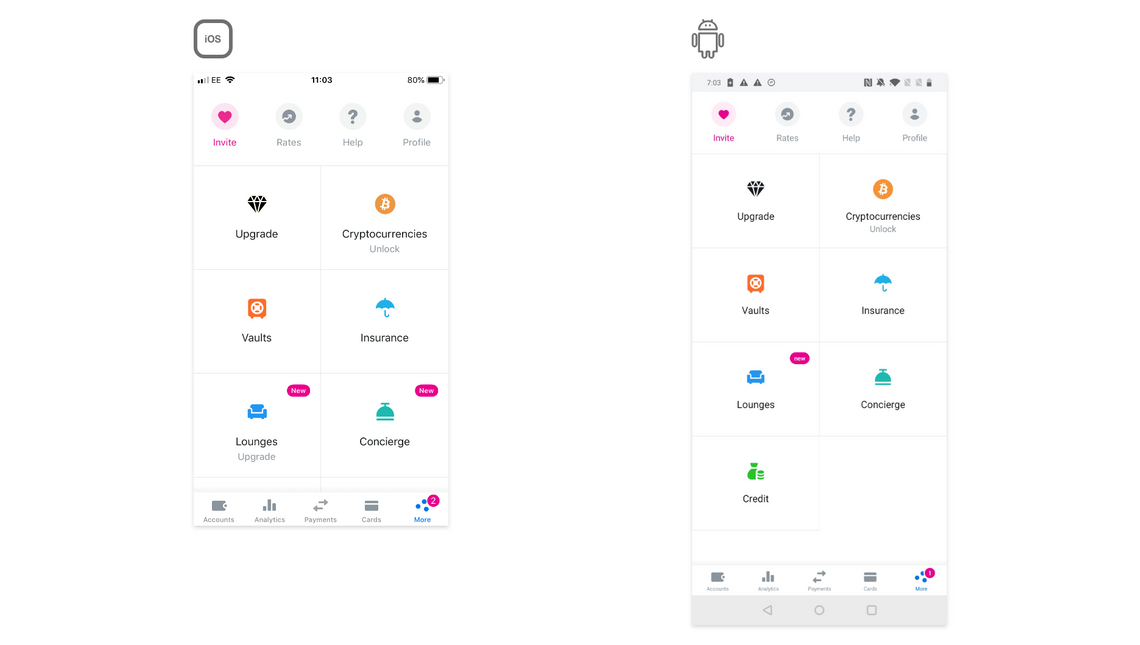 iOS
EE 11:03 80%
Invite Rates Help Profile
Upgrade Cryptocurrencies
Unlock
Vaults Insurance
New New
Lounges Concierge
Upgrade
2
Accounts Analytics Payments Cards More
7:03
Invite Rates Help Profile
Upgrade Cryptocurrencies
Unlock
Vaults Insurance
new
Lounges Concierge
Credit
1
Accounts Analytics Payments Cards More